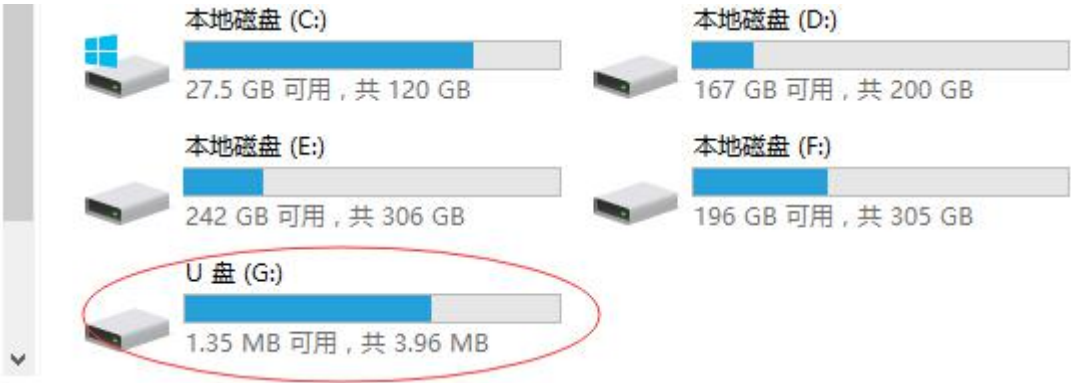 本地磁盘 (C:)
27.5 GB 可用，共 120 GB
本地磁盘 (D:)
167 GB 可用，共 200 GB
本地磁盘 (E:)
242 GB 可用，共 306 GB
本地磁盘 (F:)
196 GB 可用，共 305 GB
U 盘 (G:)
1.35 MB 可用，共 3.96 MB